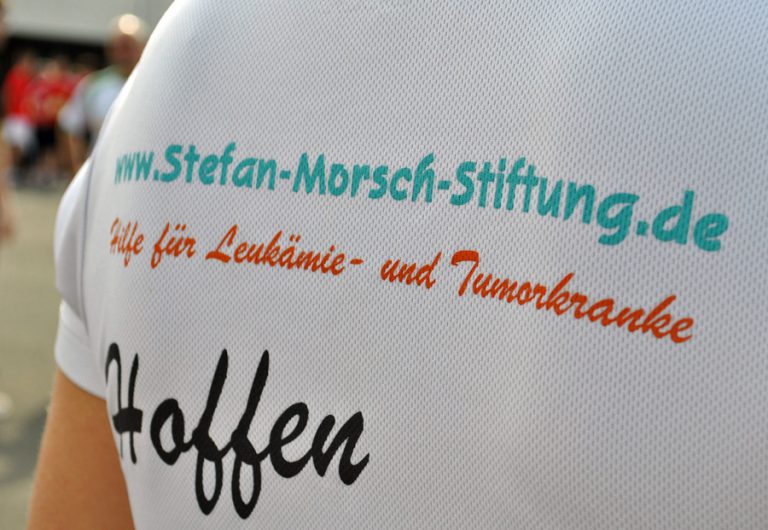 www.Stefan-Morsch-Stiftung.de
Hilfe für Leukämie- und Tumorkranke
Hoffen